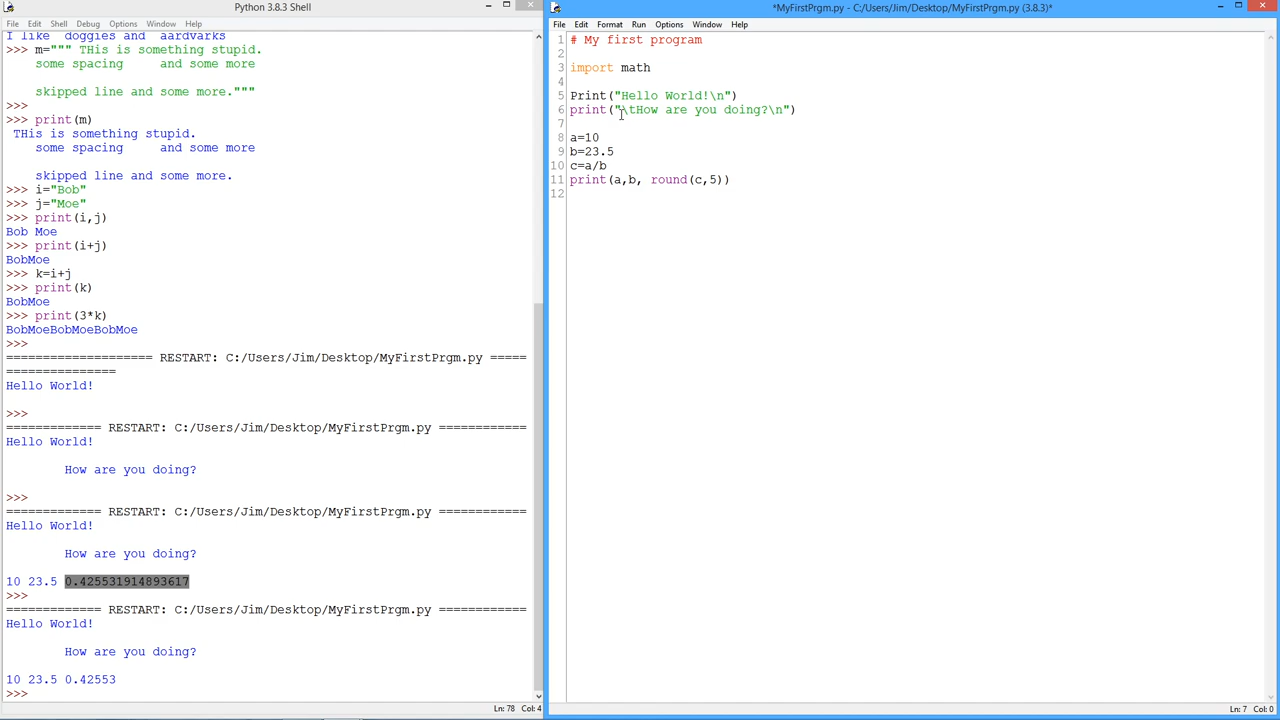 Python 3.8.3 Shell
File Edit Shell Debug Options Window Help
I like  doggies and  aardvarks
>>> m=""" THis is something stupid.
    some spacing     and some more

    skipped line and some more."""
>>>
>>> print(m)
 THis is something stupid.
    some spacing     and some more

    skipped line and some more.
>>> i="Bob"
>>> j="Moe"
>>> print(i,j)
Bob Moe
>>> print(i+j)
BobMoe
>>> k=i+j
>>> print(k)
BobMoe
>>> print(3*k)
BobMoeBobMoeBobMoe
>>>
==================== RESTART: C:/Users/Jim/Desktop/MyFirstPrgm.py =====
===============
Hello World!

>>>
============= RESTART: C:/Users/Jim/Desktop/MyFirstPrgm.py ============
Hello World!

        How are you doing?

>>>
============= RESTART: C:/Users/Jim/Desktop/MyFirstPrgm.py ============
Hello World!

        How are you doing?

10 23.5 0.425531914893617
>>>
============= RESTART: C:/Users/Jim/Desktop/MyFirstPrgm.py ============
Hello World!

        How are you doing?

10 23.5 0.42553
>>>
Ln: 78 Col: 4
*MyFirstPrgm.py - C:/Users/Jim/Desktop/MyFirstPrgm.py (3.8.3)*
File Edit Format Run Options Window Help
1 # My first program
2
3 import math
4
5 Print("Hello World!\n")
6 print("\tHow are you doing?\n")
7
8 a=10
9 b=23.5
10 c=a/b
11 print(a,b, round(c,5))
12
Ln: 7 Col: 0